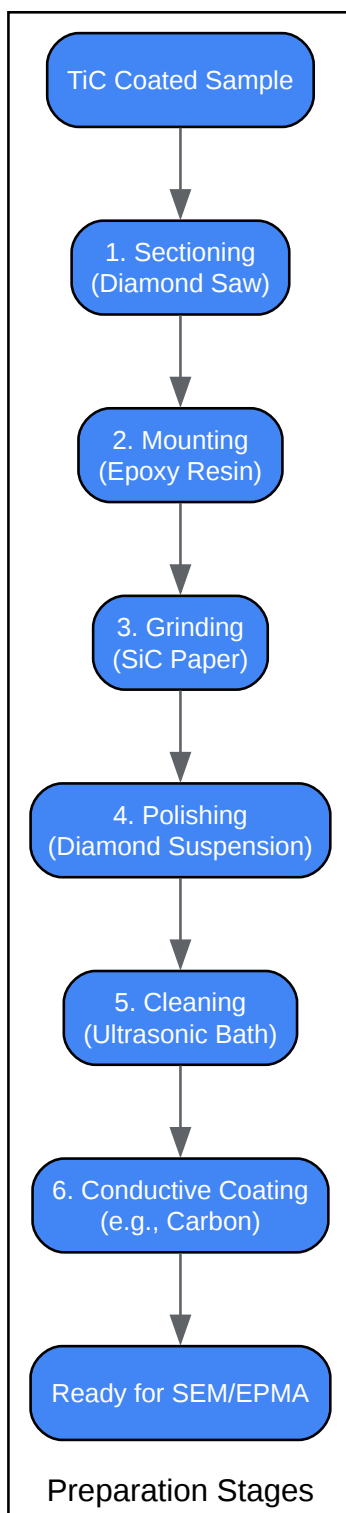 TiC Coated Sample
1. Sectioning
(Diamond Saw)
2. Mounting
(Epoxy Resin)
3. Grinding
(SiC Paper)
4. Polishing
(Diamond Suspension)
5. Cleaning
(Ultrasonic Bath)
6. Conductive Coating
(e.g., Carbon)
Ready for SEM/EPMA
Preparation Stages